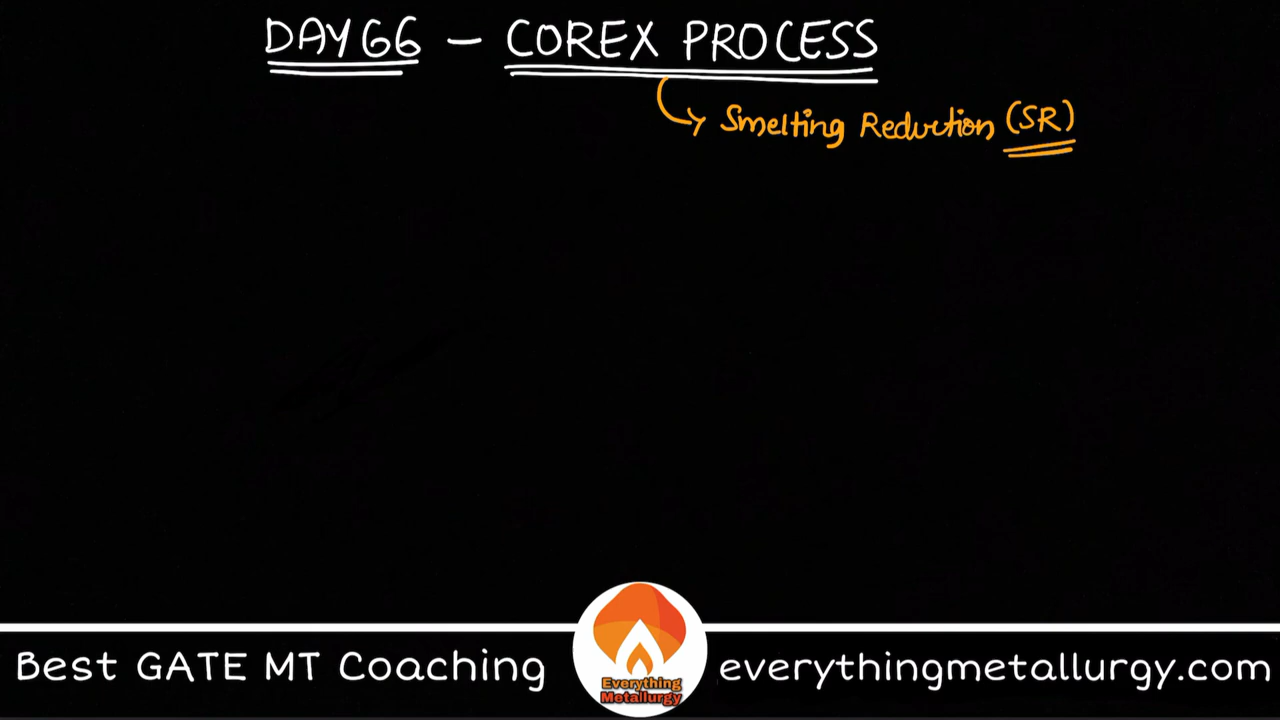 DAY 66 - COREX PROCESS
Smelting Reduction (SR)
Best GATE MT Coaching
Everything
Metallurgy
everythingmetallurgy.com